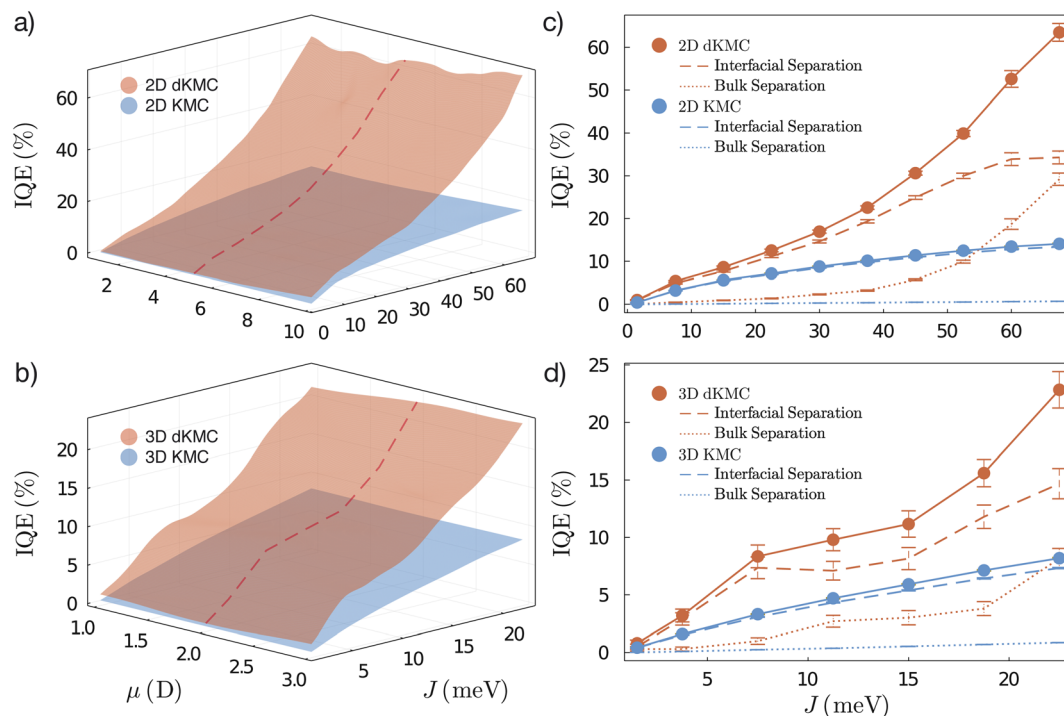 a)
2D dKMC
2D KMC
IQE (%)
60
40
20
0
2
4
6
8
10
0
10
20
30
40
50
60
c)
2D dKMC
Interfacial Separation
Bulk Separation
2D KMC
Interfacial Separation
Bulk Separation
IQE (%)
60
50
40
30
20
10
0
0
10
20
30
40
50
60
b)
3D dKMC
3D KMC
IQE (%)
20
15
10
5
0
1.0
1.5
2.0
2.5
3.0
5
10
15
20
μ (D)
J (meV)
d)
3D dKMC
Interfacial Separation
Bulk Separation
3D KMC
Interfacial Separation
Bulk Separation
IQE (%)
25
20
15
10
5
0
5
10
15
20
J (meV)